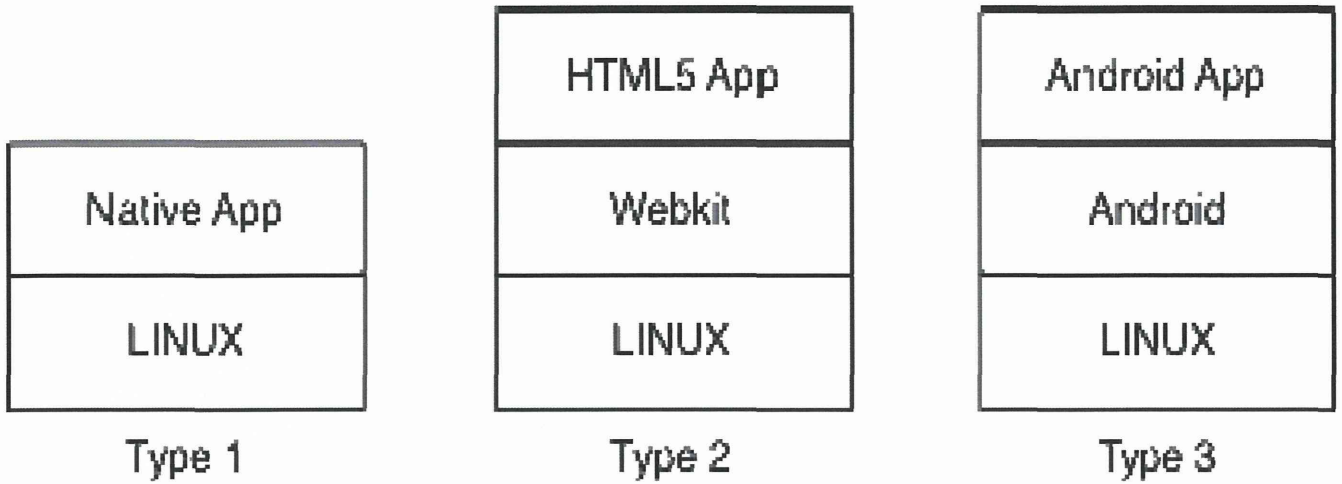 HTML5 App
Android App
Native App
Webkit
Android
LINUX
LINUX
LINUX
Type 1
Type 2
Type 3